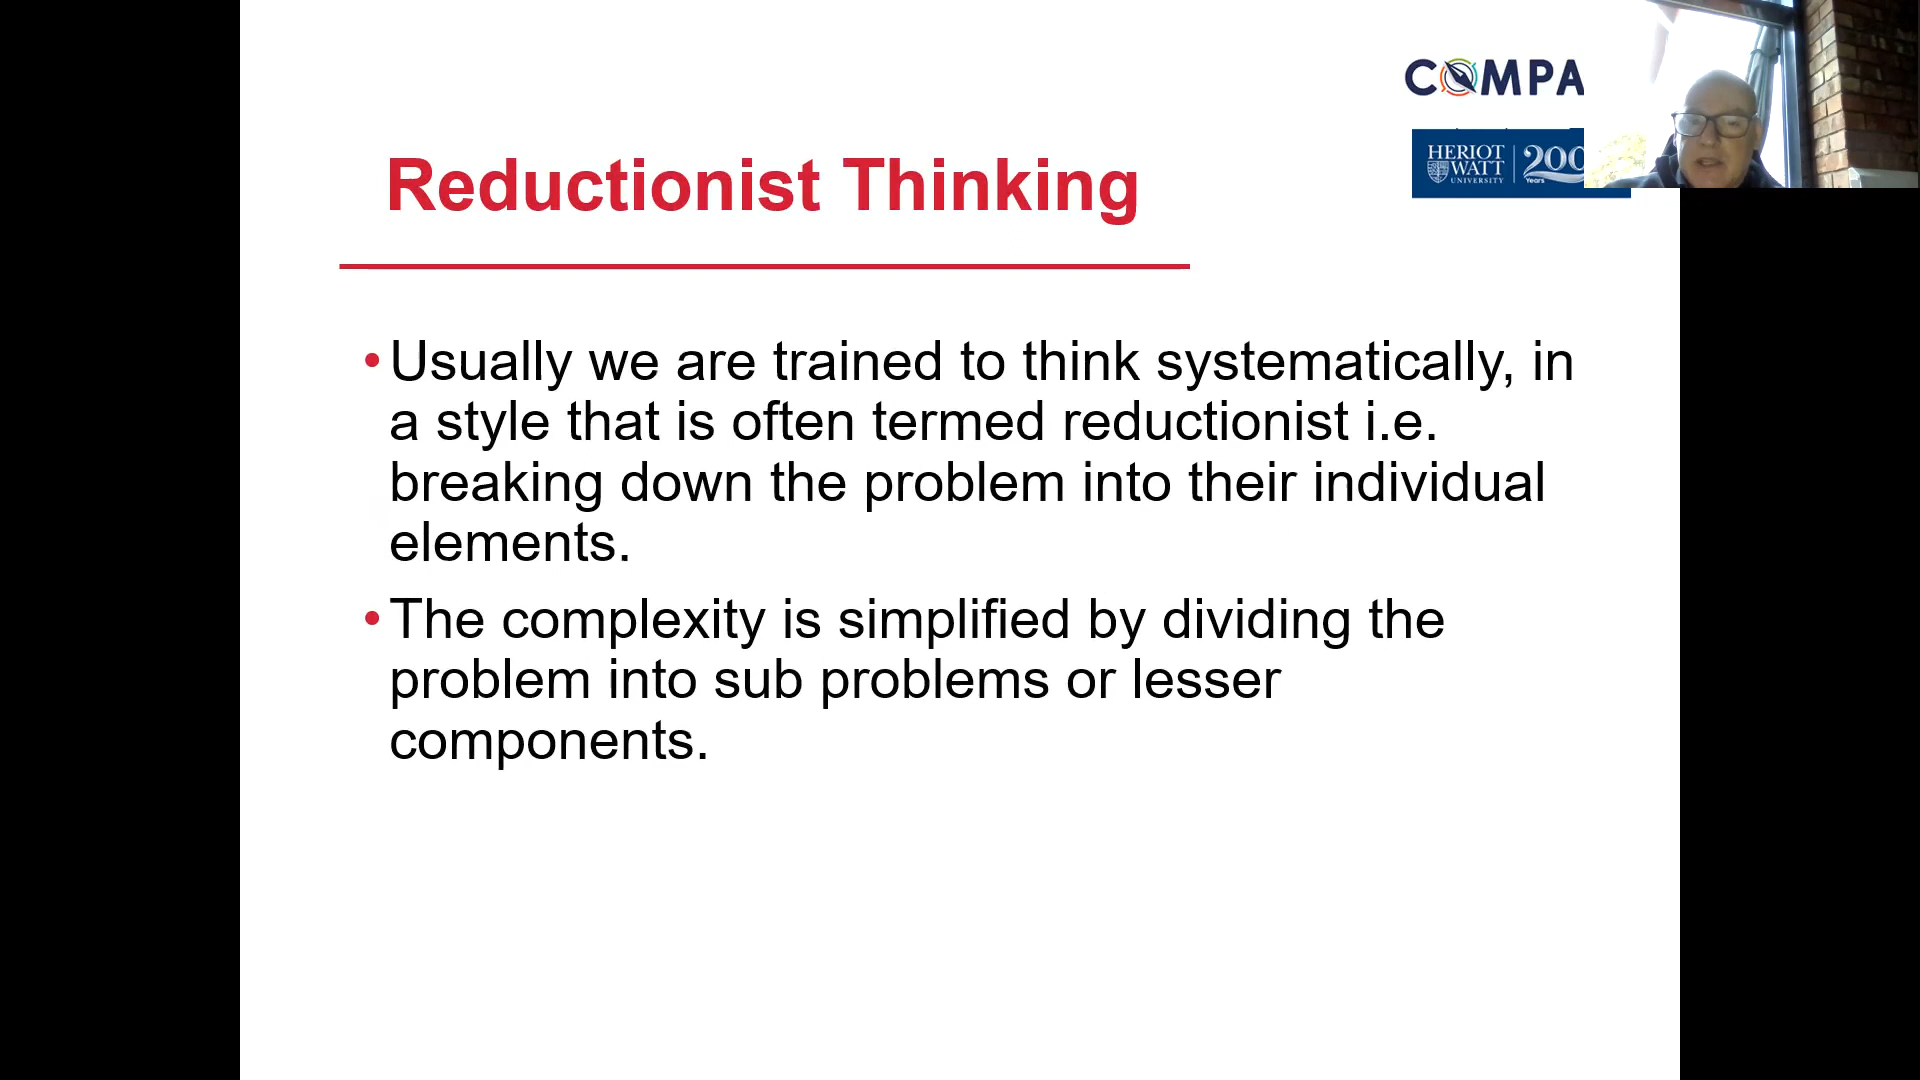 COMPA
HERIOT
WATT
UNIVERSITY
200
Years
Reductionist Thinking
•Usually we are trained to think systematically, in
a style that is often termed reductionist i.e.
breaking down the problem into their individual
elements.
•The complexity is simplified by dividing the
problem into sub problems or lesser
components.